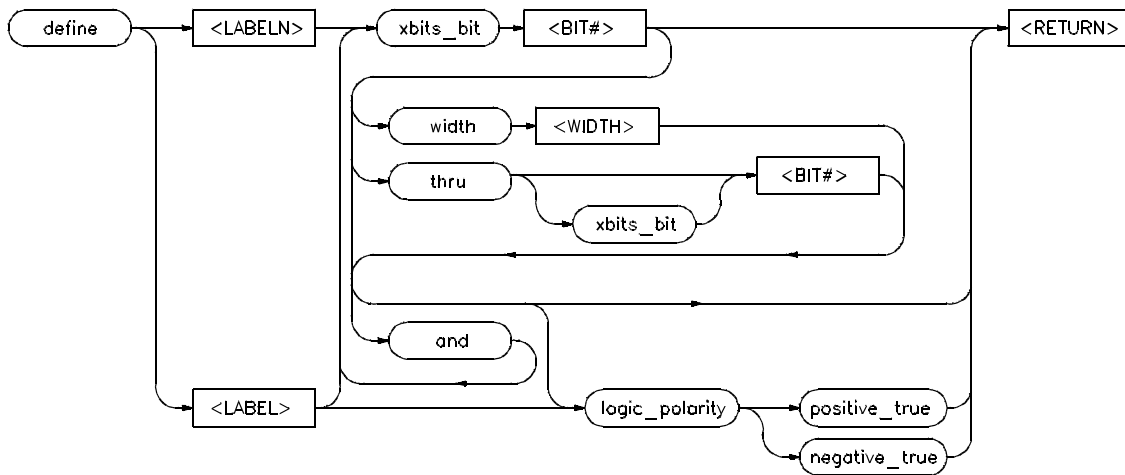 define <LABELN> xbits_bit <BIT#> <RETURN>
width <WIDTH>
thru <BIT#>
xbits_bit
and
<LABEL> logic_polarity positive_true
negative_true